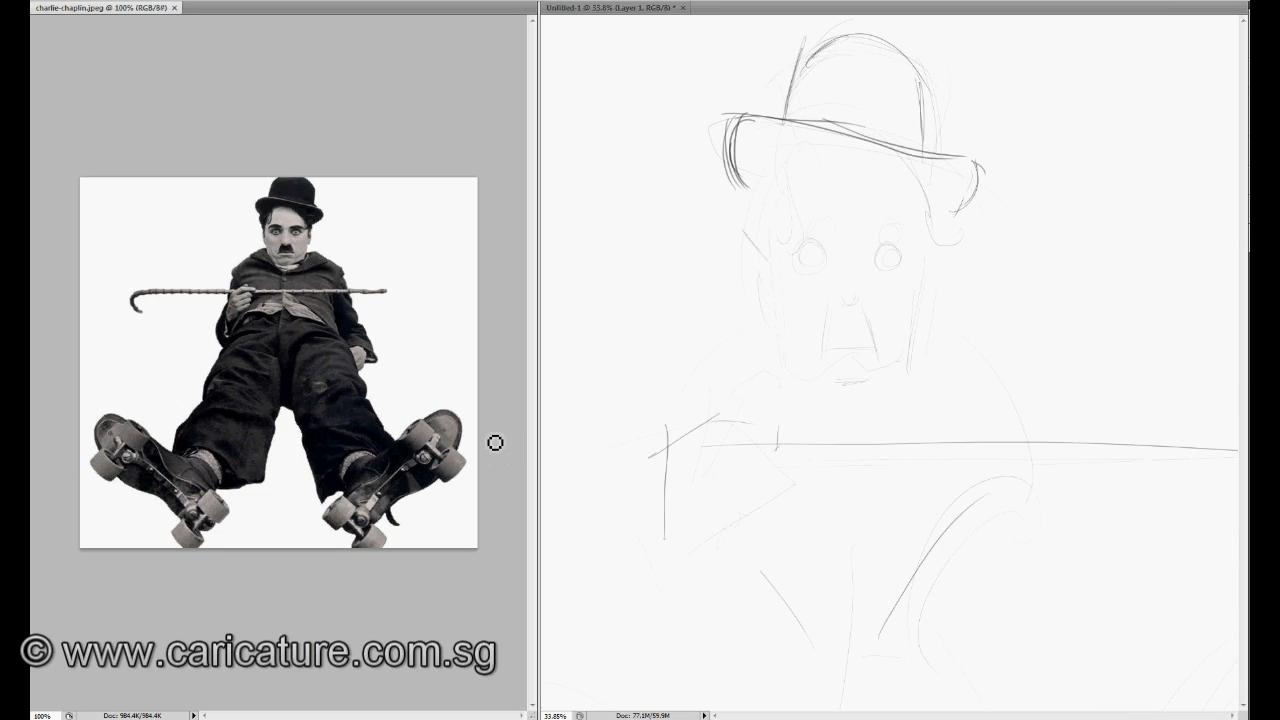 charlie-chaplin.jpeg @ 100% (RGB/8#) ×
Untitled-1 @ 33.8% (Layer 1, RGB/8) * ×
© www.caricature.com.sg
100%
Doc: 984.4K/984.4K
33.85%
Doc: 77.1M/59.9M